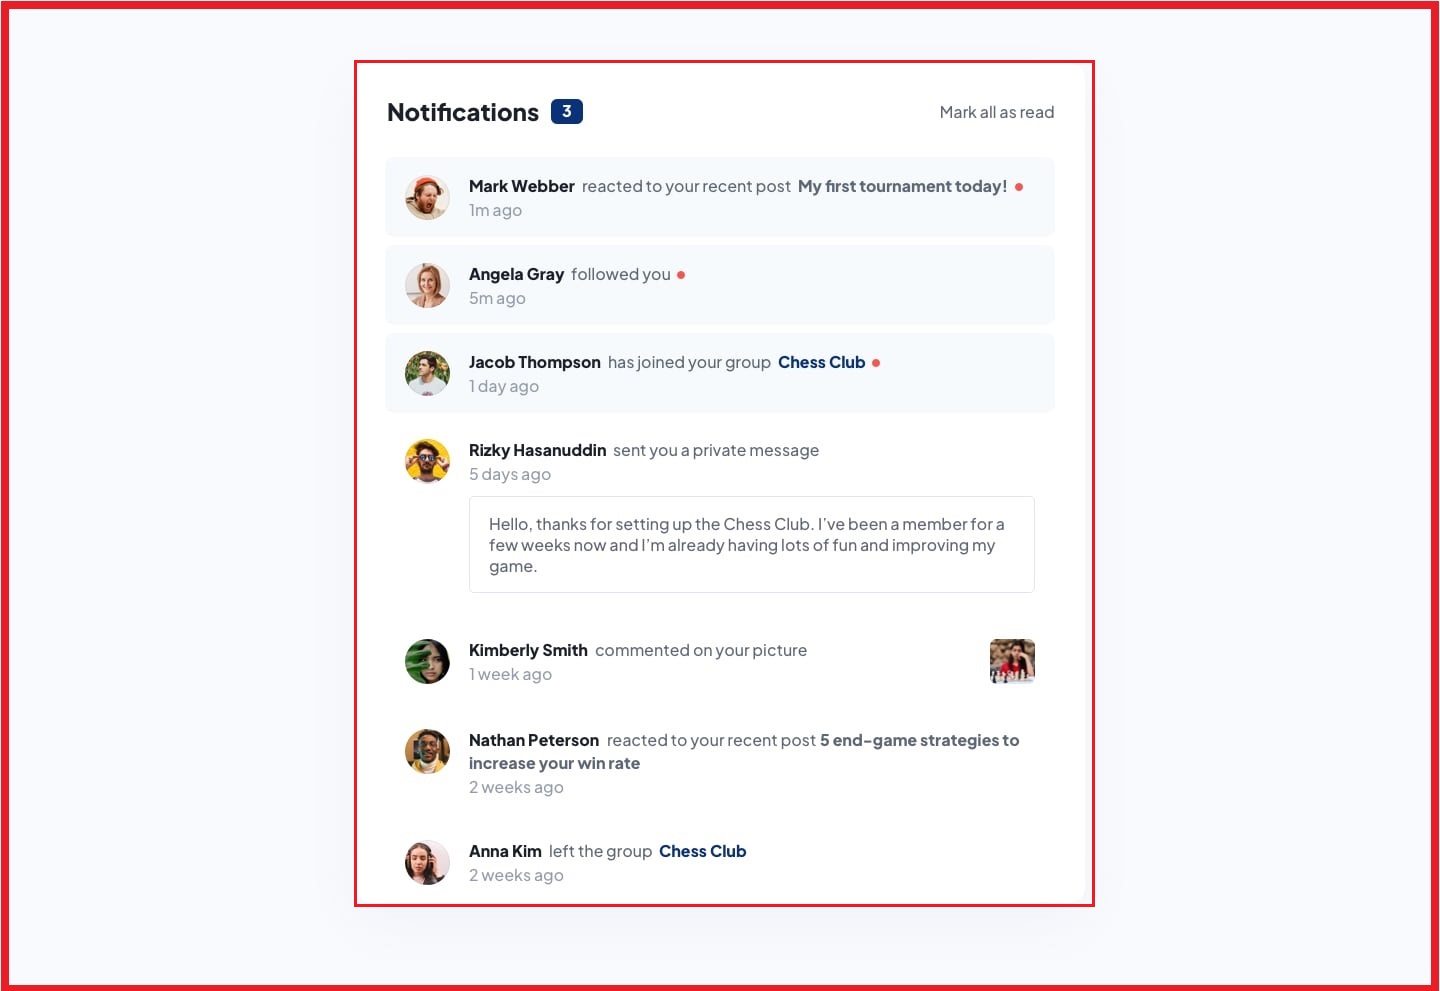 Notifications 3
Mark all as read
Mark Webber reacted to your recent post My first tournament today!
1m ago
Angela Gray followed you
5m ago
Jacob Thompson has joined your group Chess Club
1 day ago
Rizky Hasanuddin sent you a private message
5 days ago
Hello, thanks for setting up the Chess Club. I’ve been a member for a
few weeks now and I’m already having lots of fun and improving my
game.
Kimberly Smith commented on your picture
1 week ago
Nathan Peterson reacted to your recent post 5 end-game strategies to
increase your win rate
2 weeks ago
Anna Kim left the group Chess Club
2 weeks ago